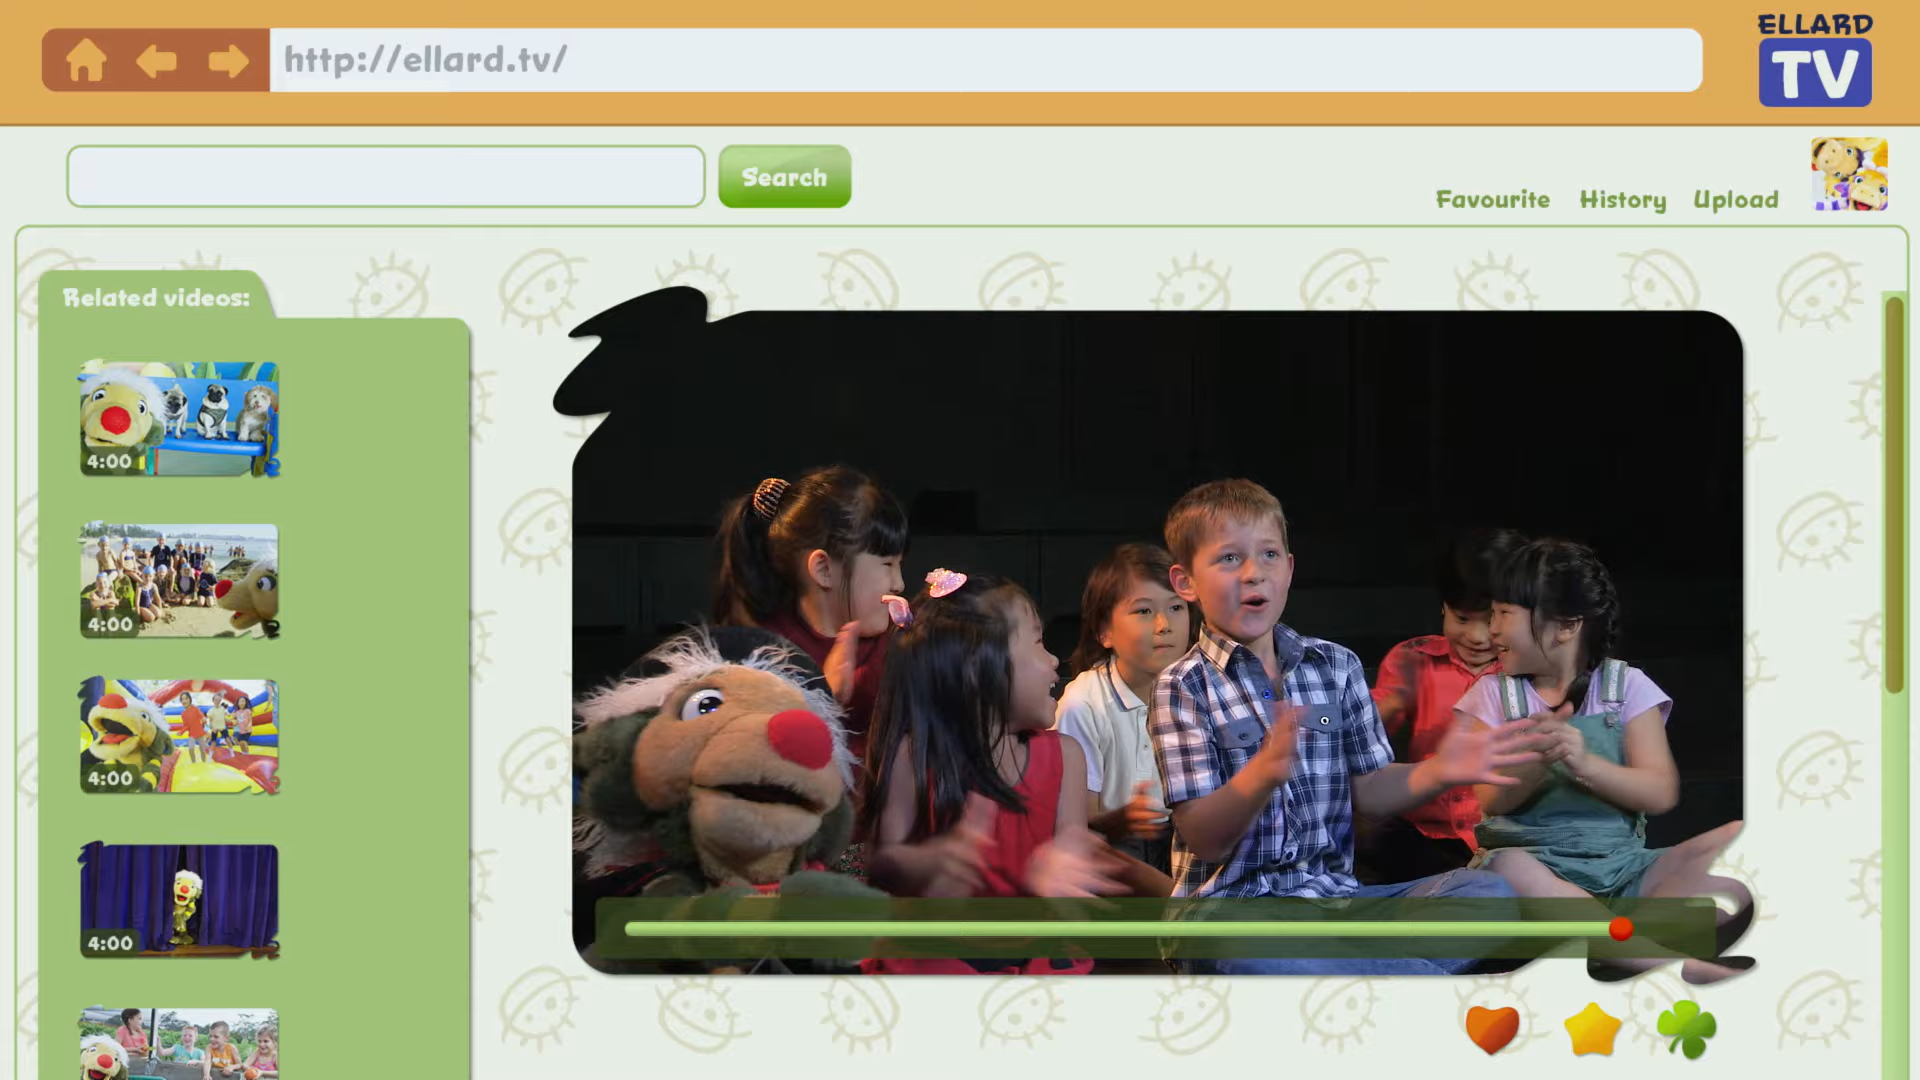 http://ellard.tv/
ELLARD
TV
Search
Favourite
History
Upload
Related videos:
4:00
4:00
4:00
4:00